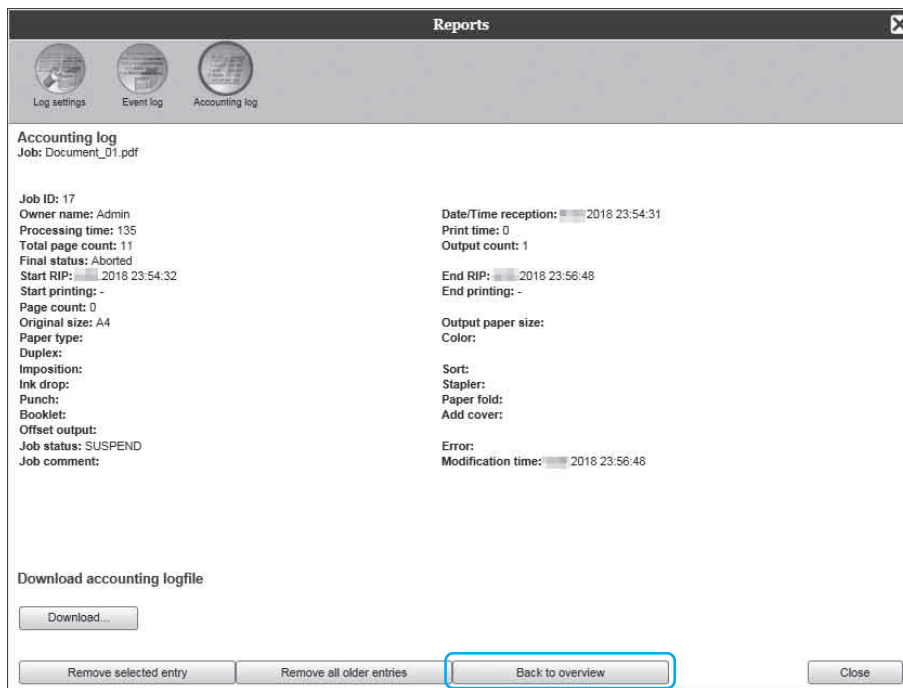 Reports
Log settings Event log Accounting log
Accounting log
Job: Document_01.pdf
Job ID: 17
Owner name: Admin Date/Time reception: 2018 23:54:31
Processing time: 135 Print time: 0
Total page count: 11 Output count: 1
Final status: Aborted
Start RIP: 2018 23:54:32 End RIP: 2018 23:56:48
Start printing: - End printing: -
Page count: 0
Original size: A4 Output paper size:
Paper type: Color:
Duplex:
Imposition: Sort:
Ink drop: Stapler:
Punch: Paper fold:
Booklet: Add cover:
Offset output:
Job status: SUSPEND Error:
Job comment: Modification time: 2018 23:56:48
Download accounting logfile
Download...
Remove selected entry Remove all older entries Back to overview Close